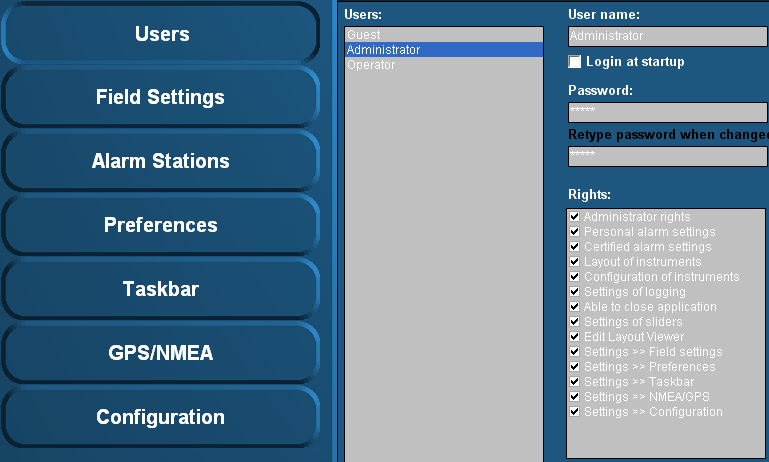 Users
Field Settings
Alarm Stations
Preferences
Taskbar
GPS/NMEA
Configuration
Users:
Guest
Administrator
Operator
User name:
Administrator
Login at startup
Password:
*****
Retype password when changed
*****
Rights:
Administrator rights
Personal alarm settings
Certified alarm settings
Layout of instruments
Configuration of instruments
Settings of logging
Able to close application
Settings of sliders
Edit Layout Viewer
Settings >> Field settings
Settings >> Preferences
Settings >> Taskbar
Settings >> NMEA/GPS
Settings >> Configuration